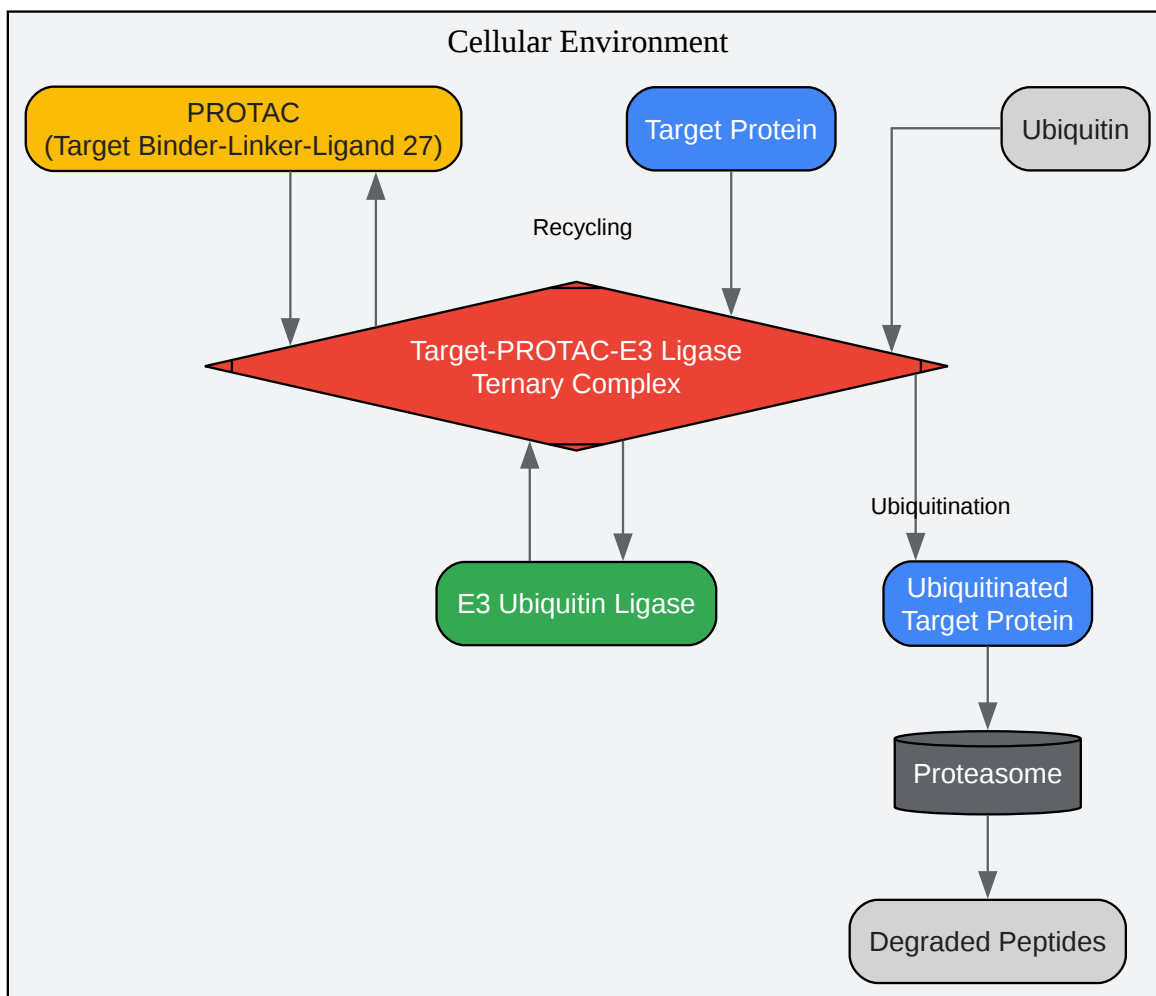 Cellular Environment
PROTAC
(Target Binder-Linker-Ligand 27)
Target Protein
Ubiquitin
Recycling
Target-PROTAC-E3 Ligase
Ternary Complex
Ubiquitination
E3 Ubiquitin Ligase
Ubiquitinated
Target Protein
Proteasome
Degraded Peptides